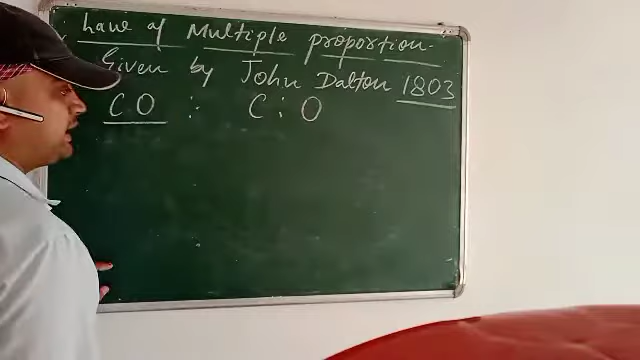 Law of Multiple proportion-
Given by John Dalton 1803
CO : C : O